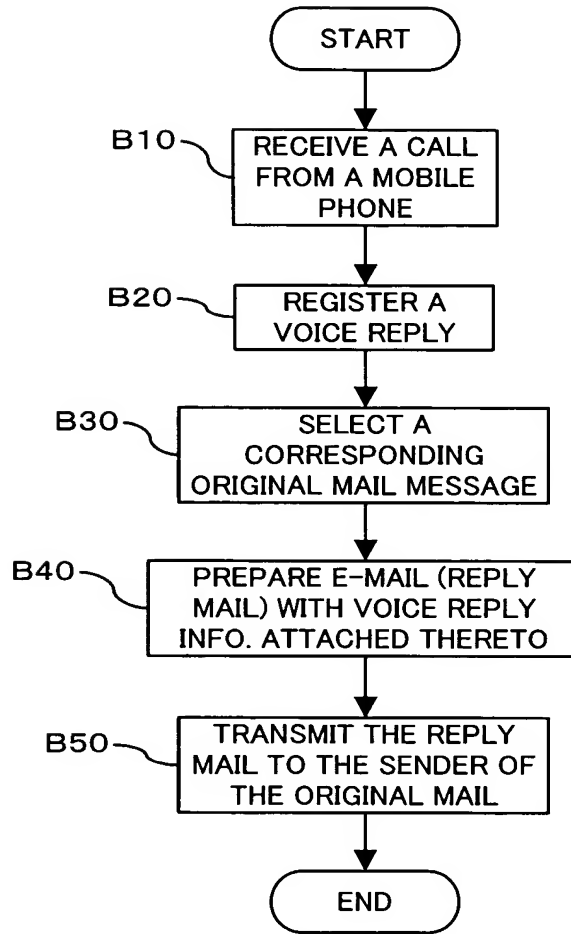 START
B10
RECEIVE A CALL
FROM A MOBILE
PHONE
B20
REGISTER A
VOICE REPLY
B30
SELECT A
CORRESPONDING
ORIGINAL MAIL MESSAGE
B40
PREPARE E-MAIL (REPLY
MAIL) WITH VOICE REPLY
INFO. ATTACHED THERETO
B50
TRANSMIT THE REPLY
MAIL TO THE SENDER OF
THE ORIGINAL MAIL
END